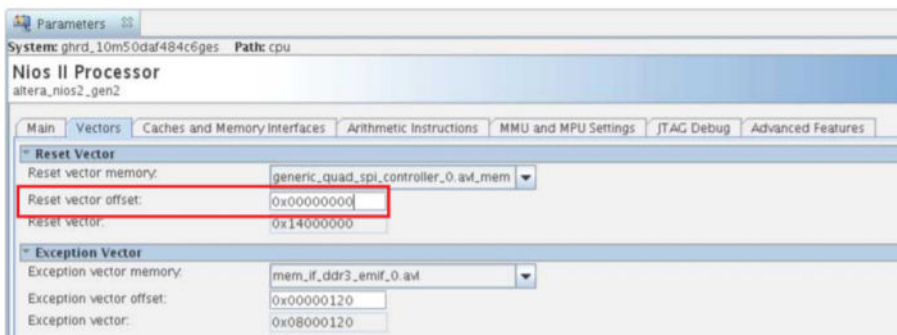 Parameters
System: ghrd_10m50daf484c6ges Path: cpu
Nios II Processor
altera_nios2_gen2
Main Vectors Caches and Memory Interfaces Arithmetic Instructions MMU and MPU Settings JTAG Debug Advanced Features
Reset Vector
Reset vector memory: generic_quad_spi_controller_0.avl_mem
Reset vector offset: 0x00000000
Reset vector: 0x14000000
Exception Vector
Exception vector memory: mem_if_ddr3_emif_0.avl
Exception vector offset: 0x00000120
Exception vector: 0x08000120